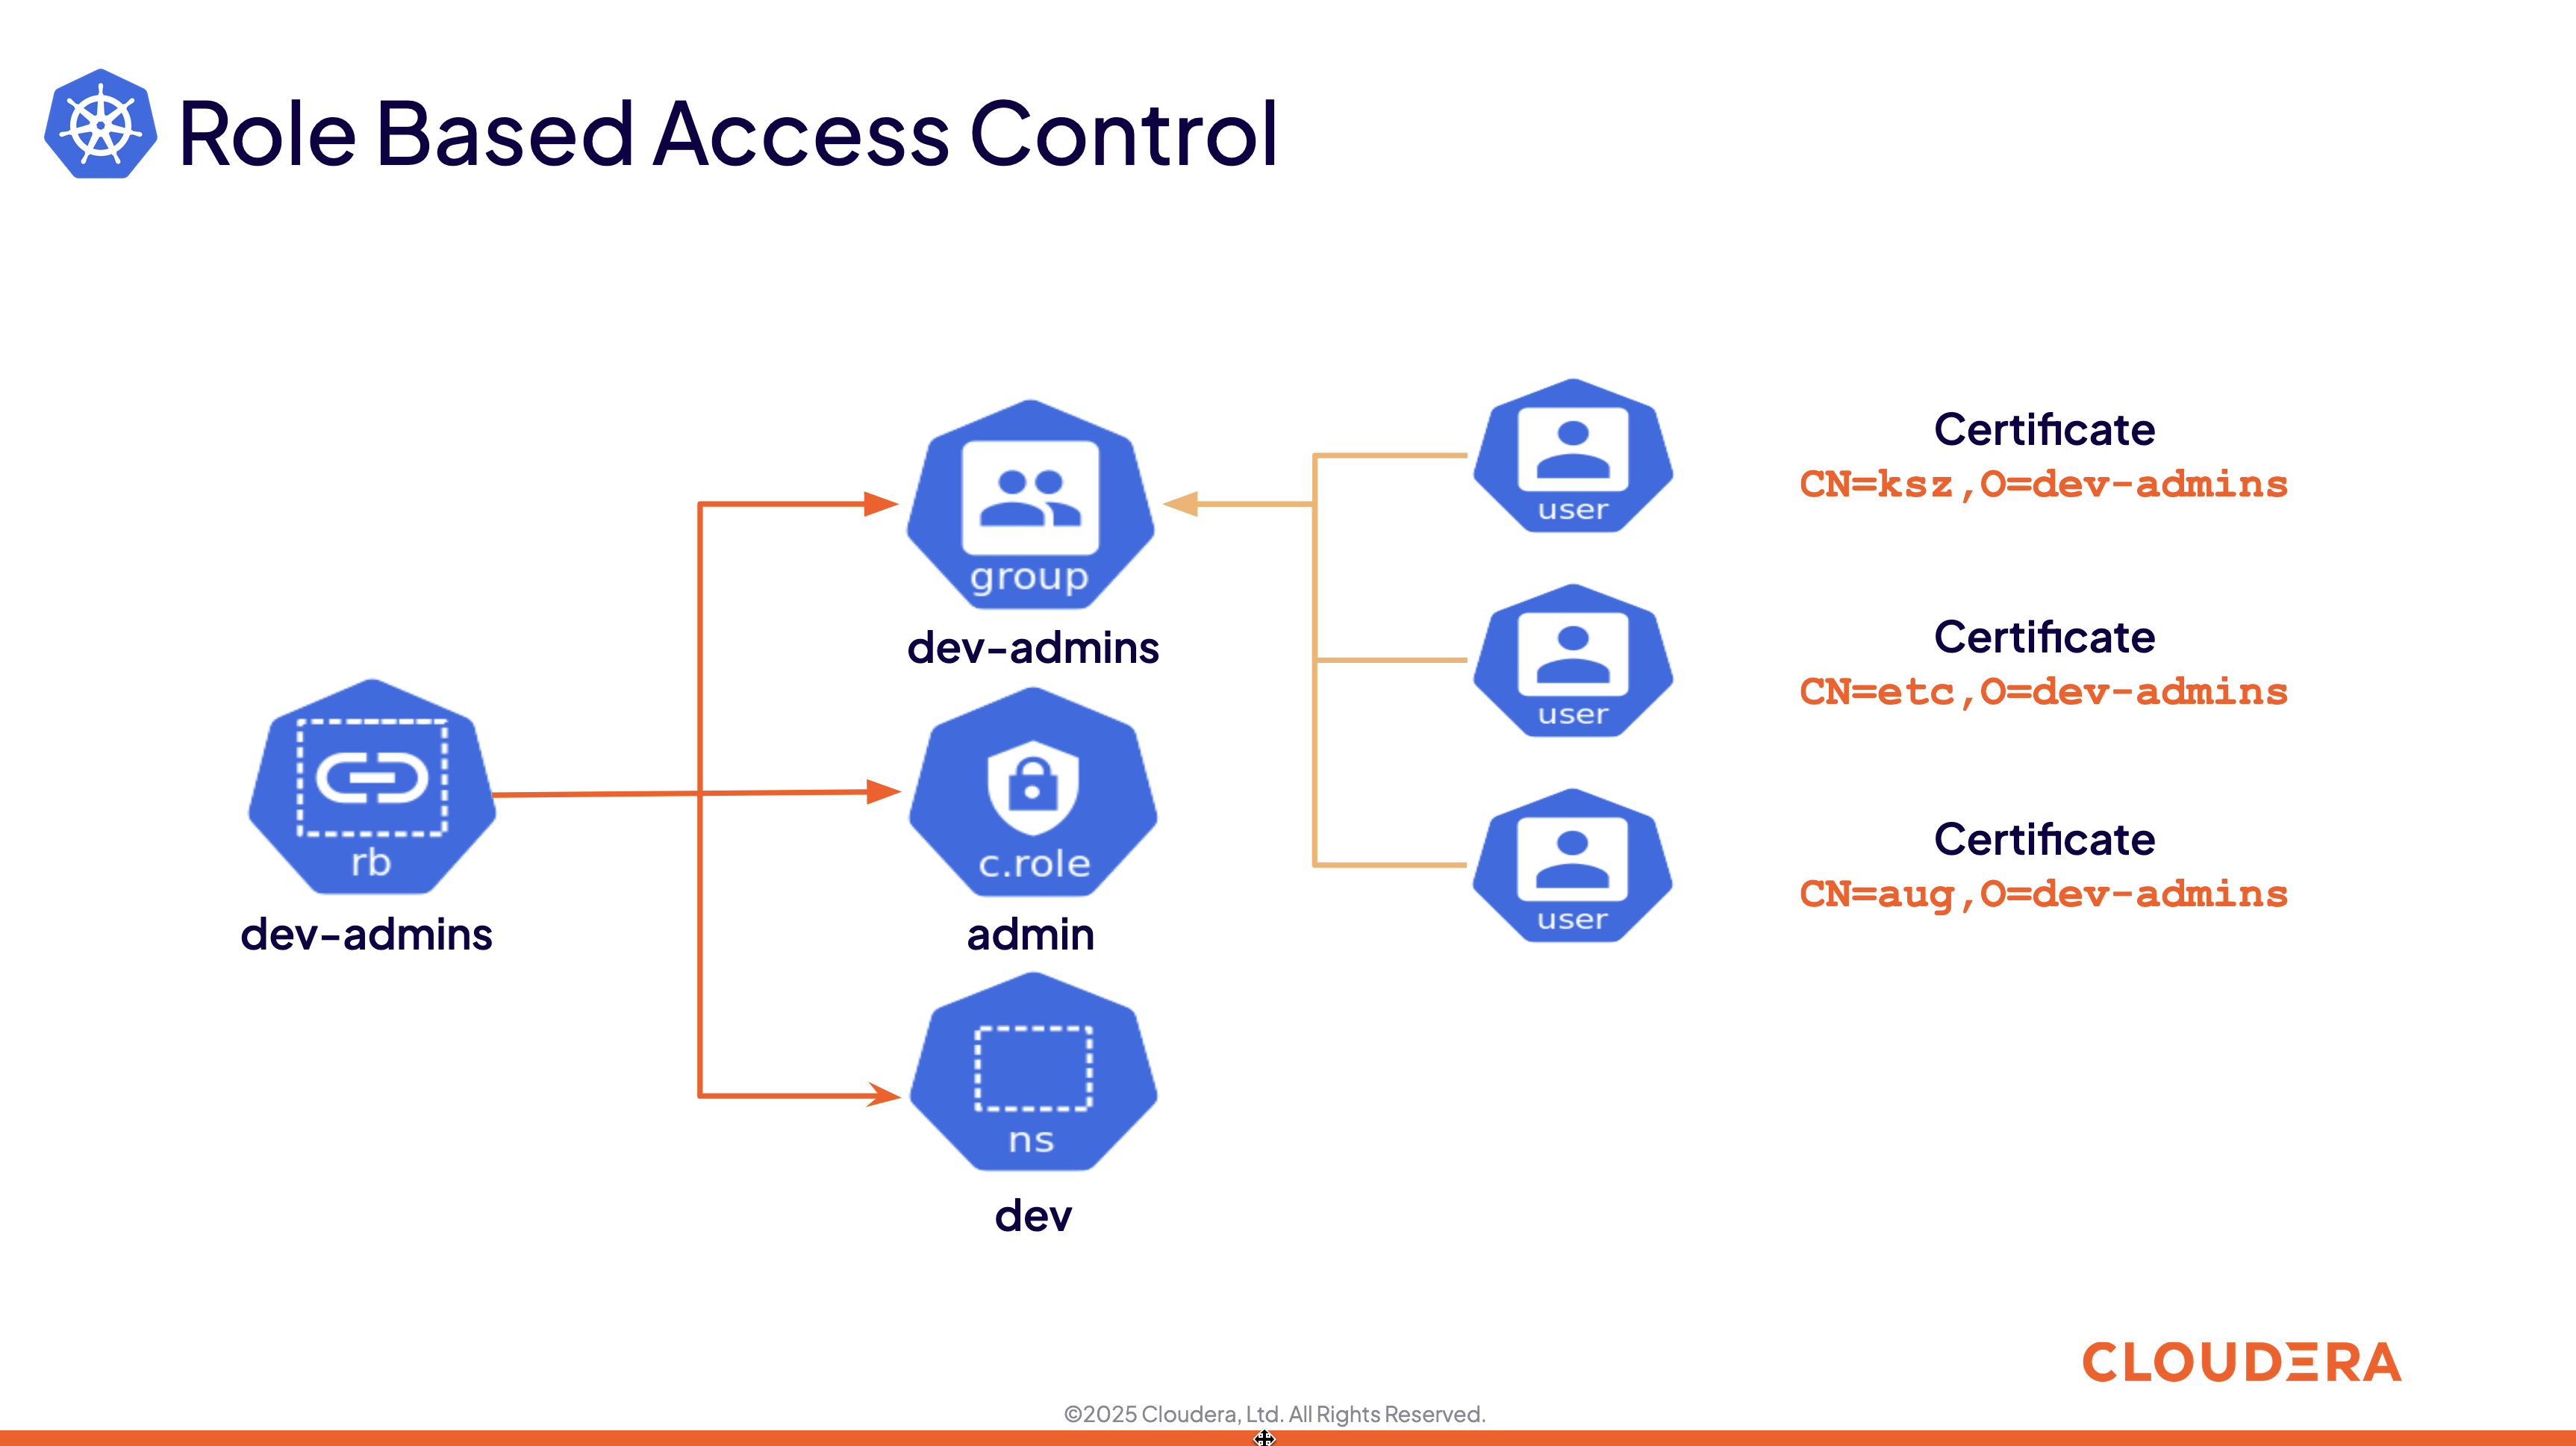 Role Based Access Control
group
dev-admins
rb
dev-admins
c.role
admin
ns
dev
user
Certificate
CN=ksz,O=dev-admins
user
Certificate
CN=etc,O=dev-admins
user
Certificate
CN=aug,O=dev-admins
CLOUDERA
©2025 Cloudera, Ltd. All Rights Reserved.